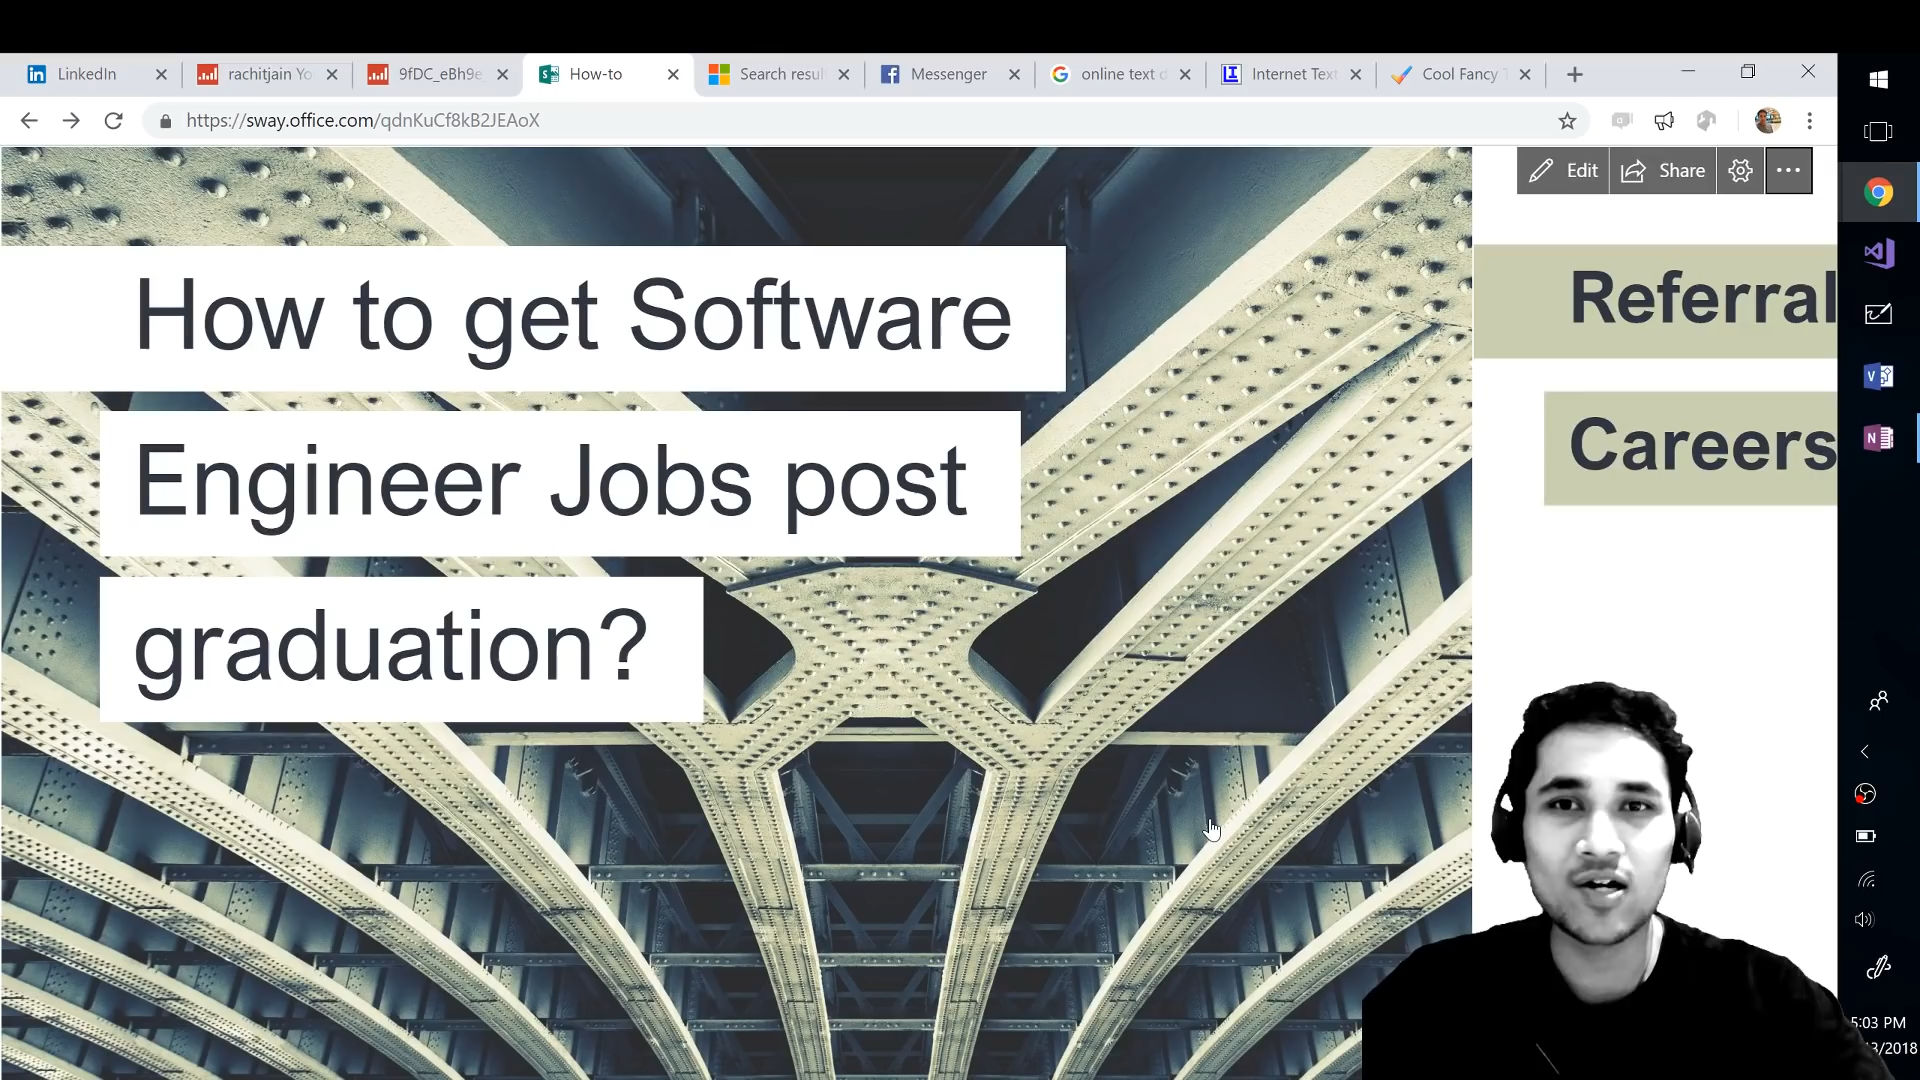 LinkedIn
rachitjain Yo
9fDC_eBh9e
How-to
Search resul
Messenger
online text d
Internet Text
Cool Fancy T
https://sway.office.com/qdnKuCf8kB2JEAoX
Edit
Share
How to get Software
Engineer Jobs post
graduation?
Referral
Careers
5:03 PM
3/2018